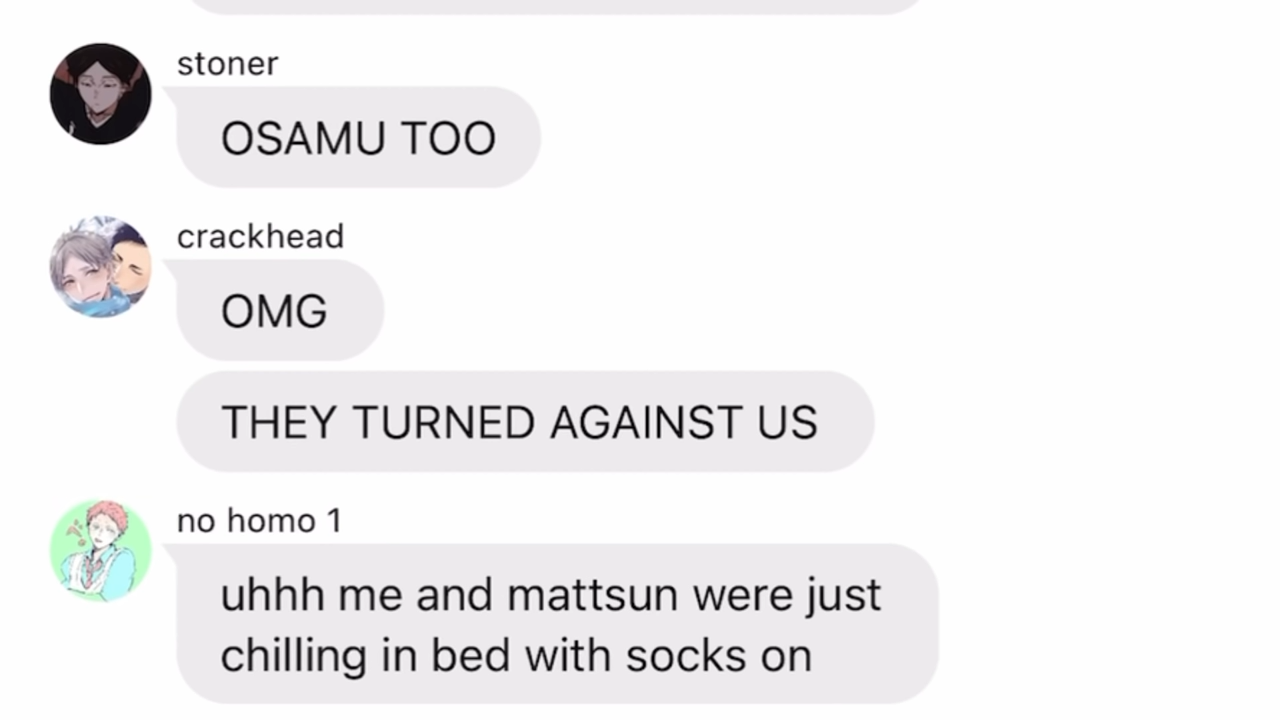 stoner
OSAMU TOO
crackhead
OMG
THEY TURNED AGAINST US
no homo 1
uhhh me and mattsun were just
chilling in bed with socks on